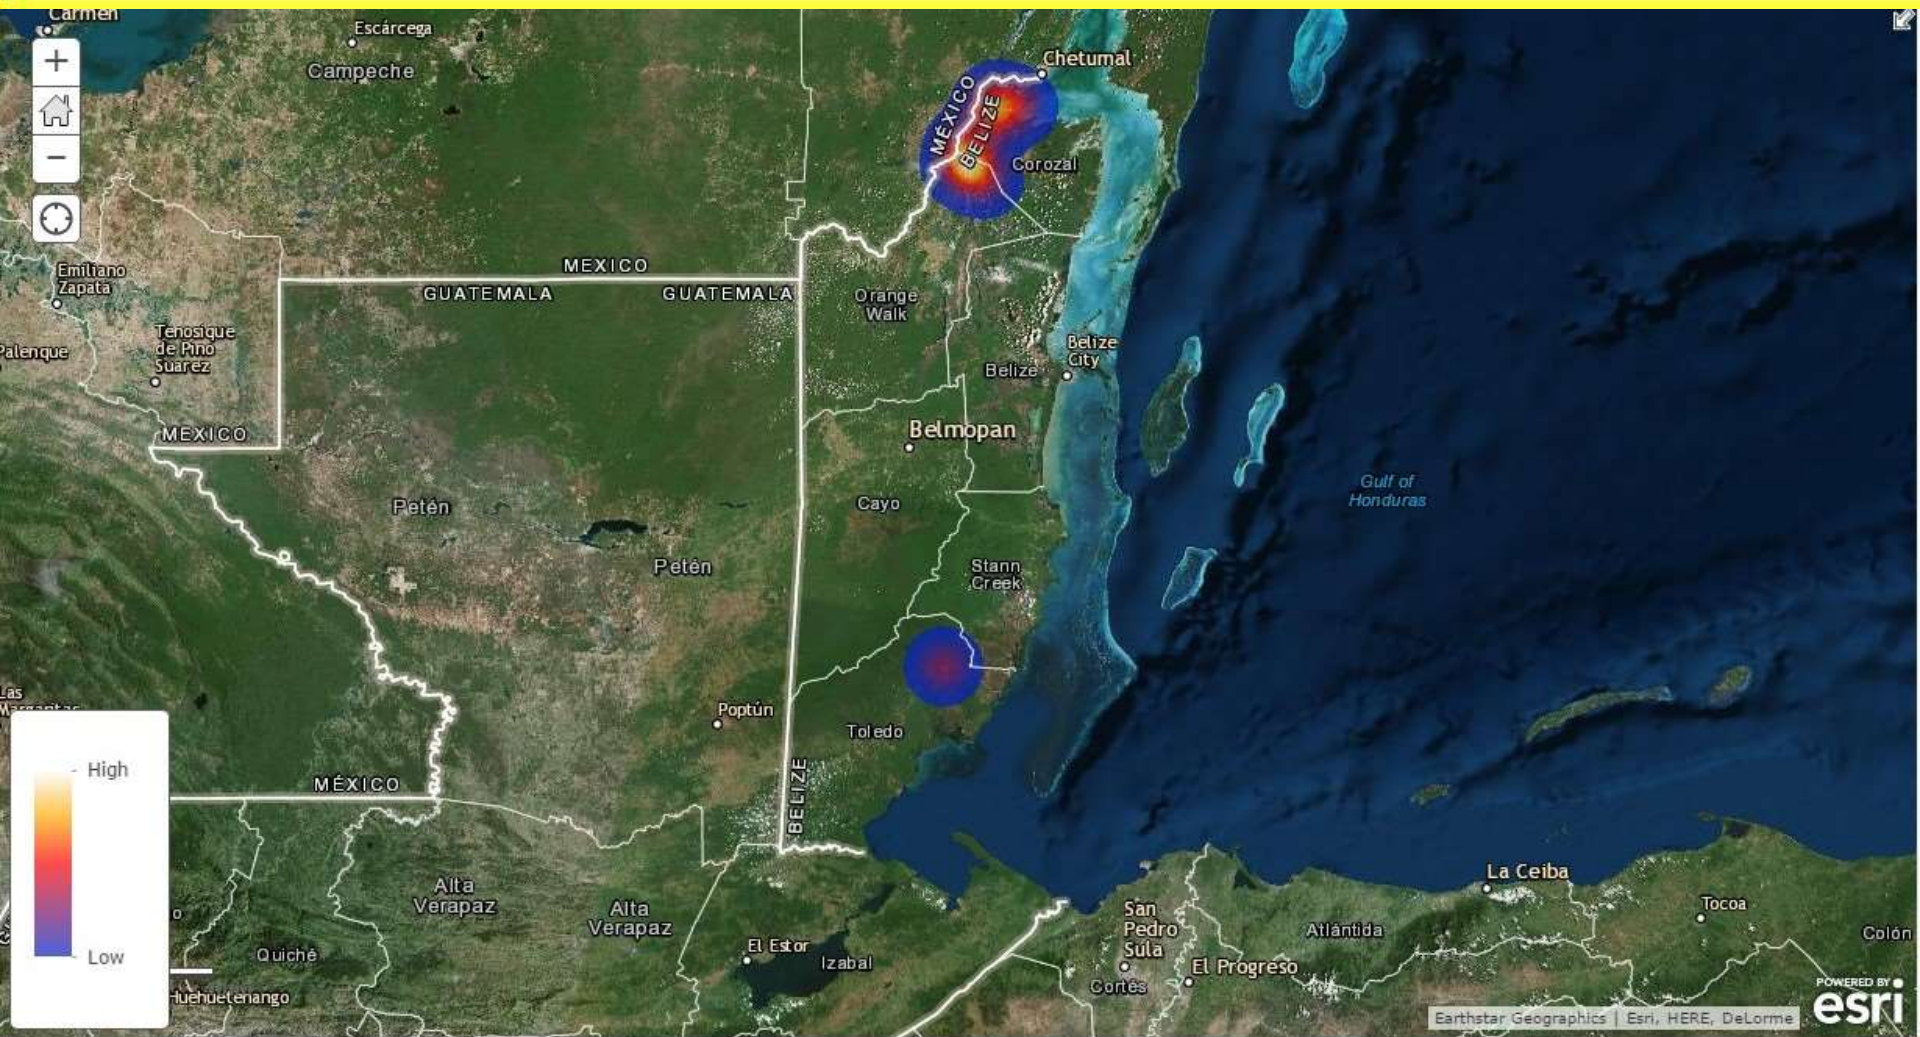 Carmen
Escárcega
Campeche
Chetumal
MÉXICO
BELIZE
Corozal
+
−
MEXICO
GUATEMALA
GUATEMALA
Emiliano
Zapata
Orange
Walk
Tenosique
de Pino
Suarez
Palenque
Belize
City
Belize
MEXICO
Belmopan
Gulf of
Honduras
Petén
Cayo
Petén
Stann
Creek
Las
Margaritas
Poptún
Toledo
High
MÉXICO
BELIZE
Low
Alta
Verapaz
Alta
Verapaz
La Ceiba
San
Pedro
Sula
Tocoa
Atlántida
Colón
El Estor
Izabal
Quiché
El Progreso
Cortés
Huehuetenango
POWERED BY
esri
Earthstar Geographics | Esri, HERE, DeLorme